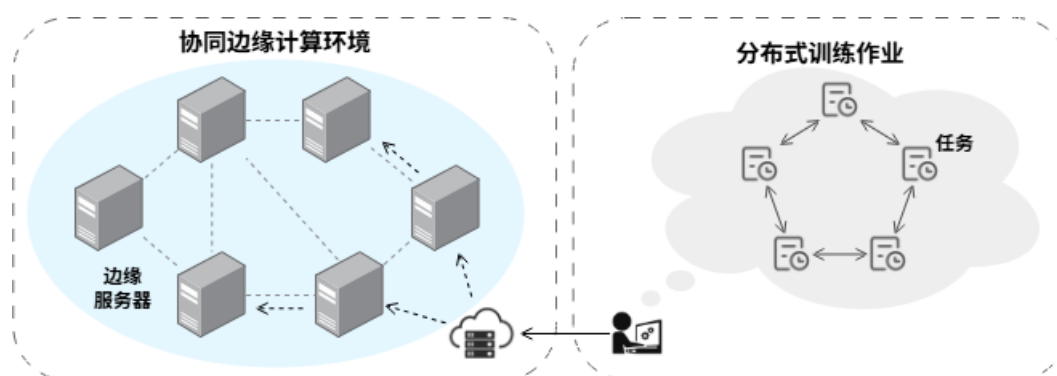 协同边缘计算环境
分布式训练作业
任务
边缘
服务器